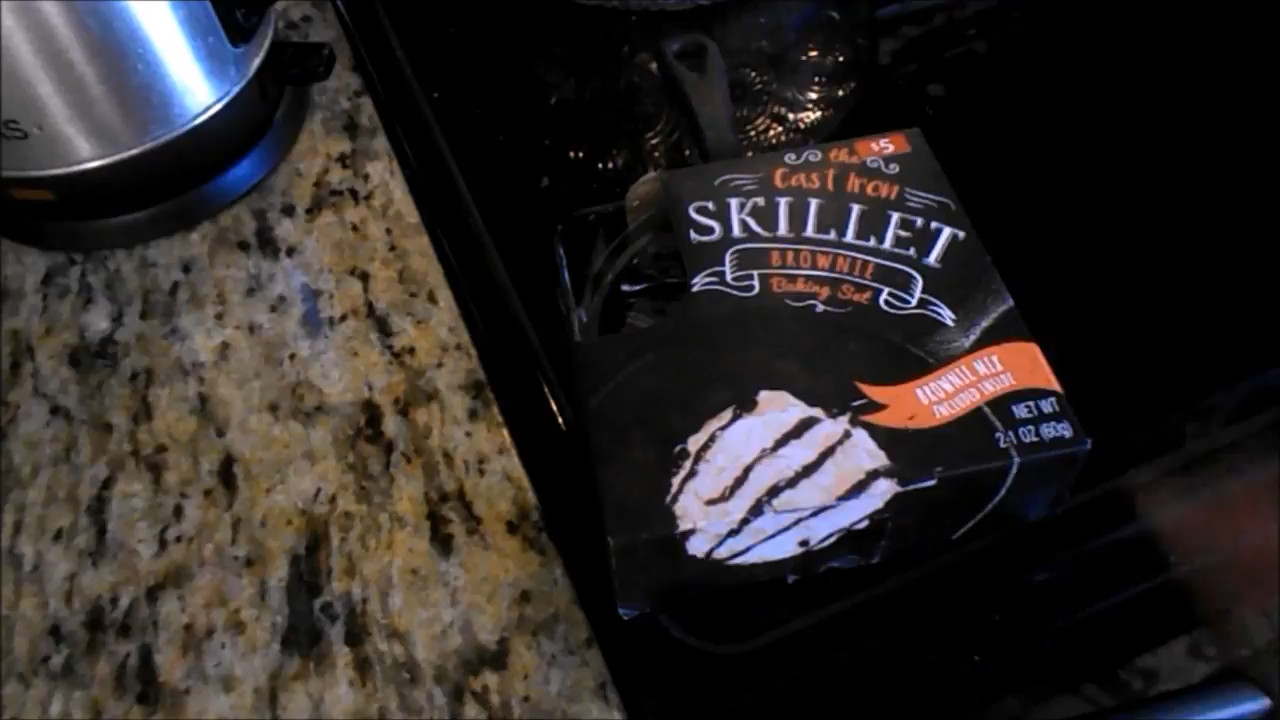 $5
the
Cast Iron
SKILLET
BROWNIE
Baking Set
BROWNIE MIX
INCLUDED INSIDE
NET WT
2.1 OZ (60g)